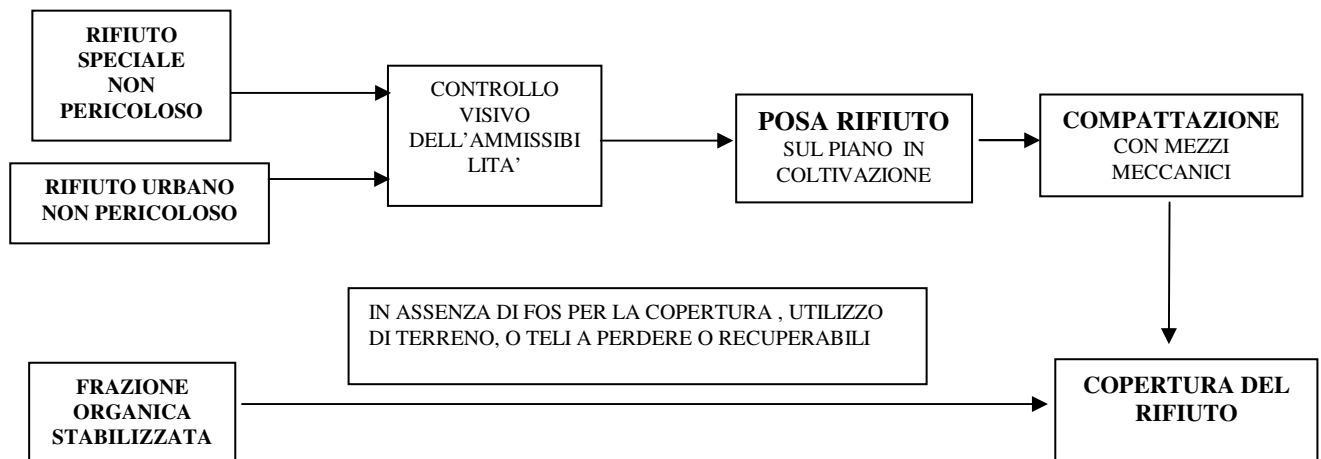 RIFIUTO
SPECIALE
NON
PERICOLOSO
RIFIUTO URBANO
NON PERICOLOSO
CONTROLLO
VISIVO
DELL’AMMISSIBI
LITA’
POSA RIFIUTO
SUL PIANO IN
COLTIVAZIONE
COMPATTAZIONE
CON MEZZI
MECCANICI
IN ASSENZA DI FOS PER LA COPERTURA , UTILIZZO
DI TERRENO, O TELI A PERDERE O RECUPERABILI
FRAZIONE
ORGANICA
STABILIZZATA
COPERTURA DEL
RIFIUTO